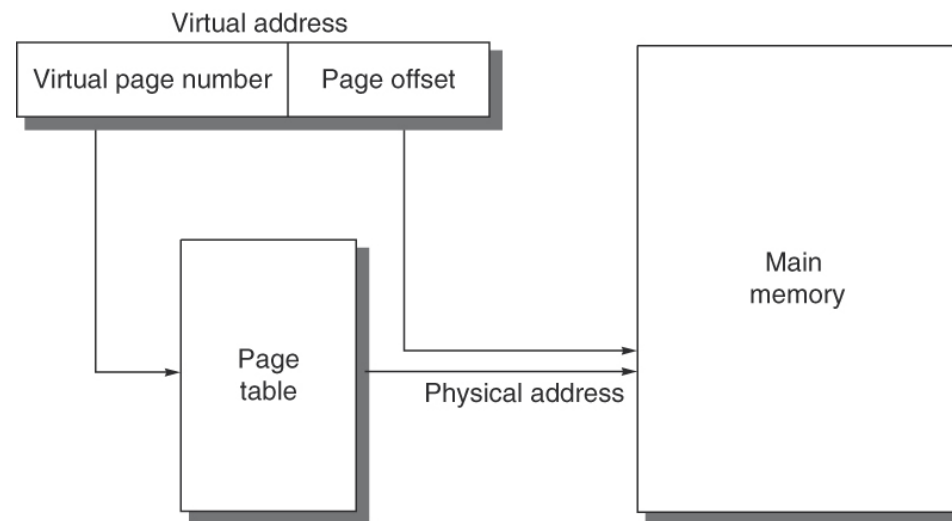 Virtual address
Virtual page number
Page offset
Main
memory
Page
table
Physical address